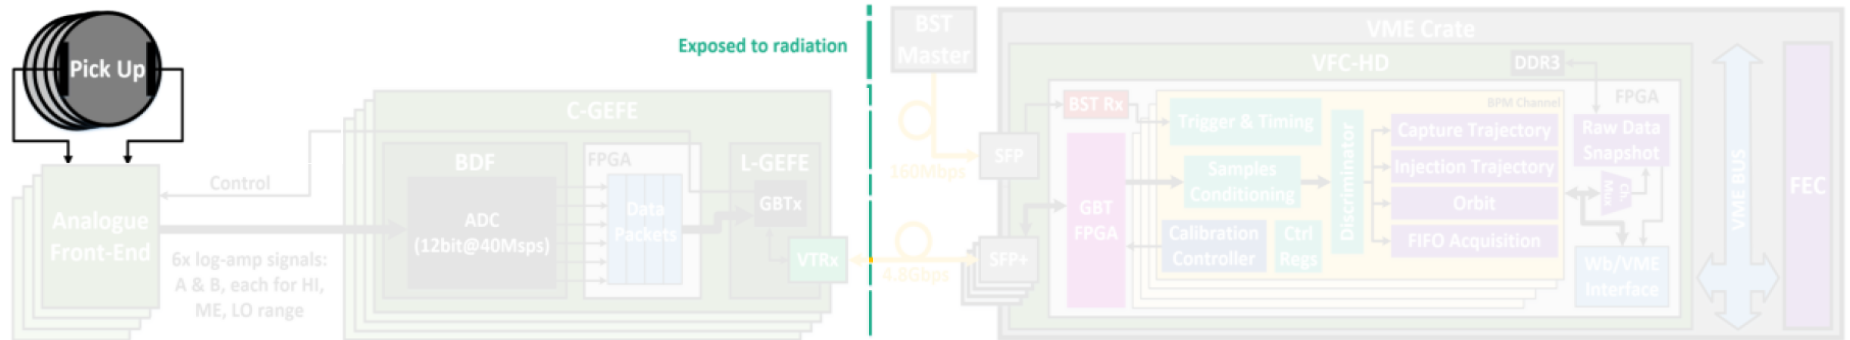 Pick Up
Exposed to radiation
Analogue
Front-End
Control
6x log-amp signals:
A & B, each for HI,
ME, LO range
C-GEFE
BDF
ADC
(12bit@40Msps)
FPGA
Data
Packets
L-GEFE
GBTx
VTRx
BST
Master
160Mbps
4.8Gbps
SFP
SFP+
VME Crate
VFC-HD
DDR3
FPGA
BST Rx
GBT
FPGA
BPM Channel
Trigger & Timing
Samples
Conditioning
Calibration
Controller
Ctrl
Regs
Discriminator
Capture Trajectory
Injection Trajectory
Orbit
FIFO Acquisition
Raw Data
Snapshot
Ch.
Mux
Wb/VME
Interface
VME BUS
FEC